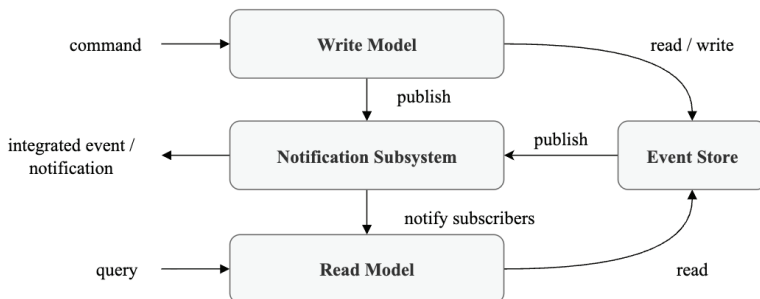 command
Write Model
read / write
publish
integrated event /
notification
Notification Subsystem
publish
Event Store
notify subscribers
query
Read Model
read